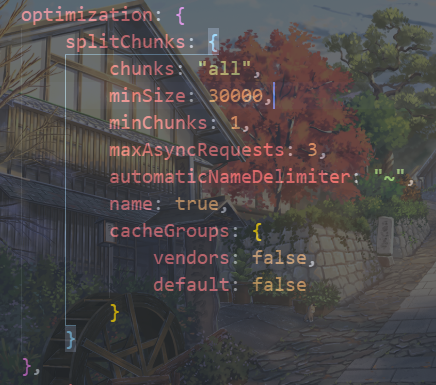 optimization: {
splitChunks: {
chunks: "all",
minSize: 30000,
minChunks: 1,
maxAsyncRequests: 3,
automaticNameDelimiter: "~",
name: true,
cacheGroups: {
vendors: false,
default: false
}
}
},